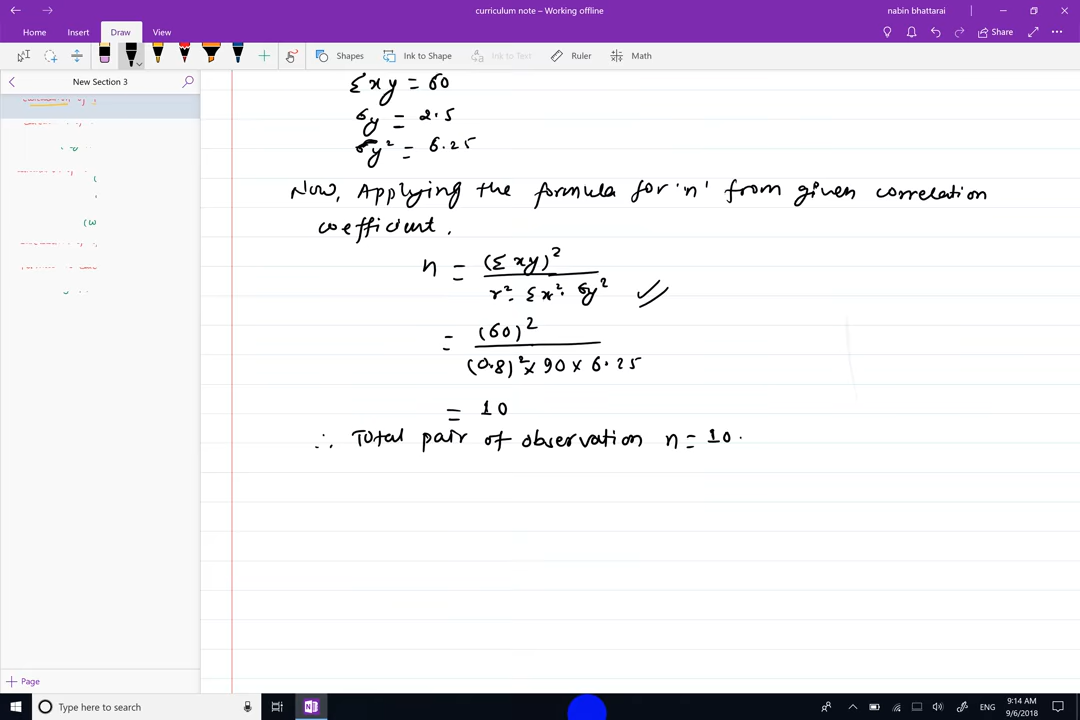 curriculum note – Working offline
nabin bhattarai
Home Insert Draw View
Share
Shapes Ink to Shape Ink to Text Ruler Math
New Section 3
Σxy = 60
σy = 2.5
σy² = 6.25
Now, Applying the formula for 'n' from given correlation
coefficient.
n = (Σxy)² / r². Σx². σy²
= (60)² / (0.8)² × 90 × 6.25
= 10
∴ Total pair of observation n = 10.
+ Page
Type here to search
ENG
9:14 AM
9/6/2018